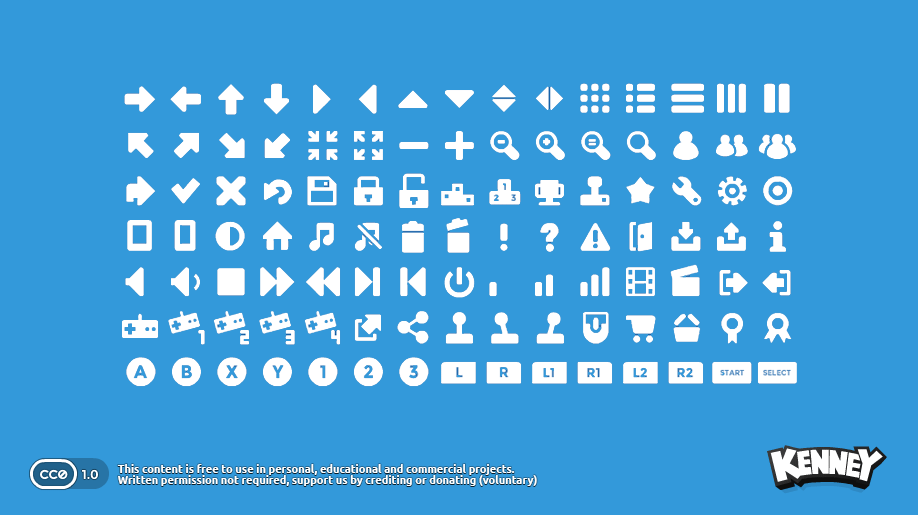 1 2 3
1 2 3 4
A B X Y 1 2 3 L R L1 R1 L2 R2 START SELECT
CC0 1.0
This content is free to use in personal, educational and commercial projects.
Written permission not required, support us by crediting or donating (voluntary)
KENNEY